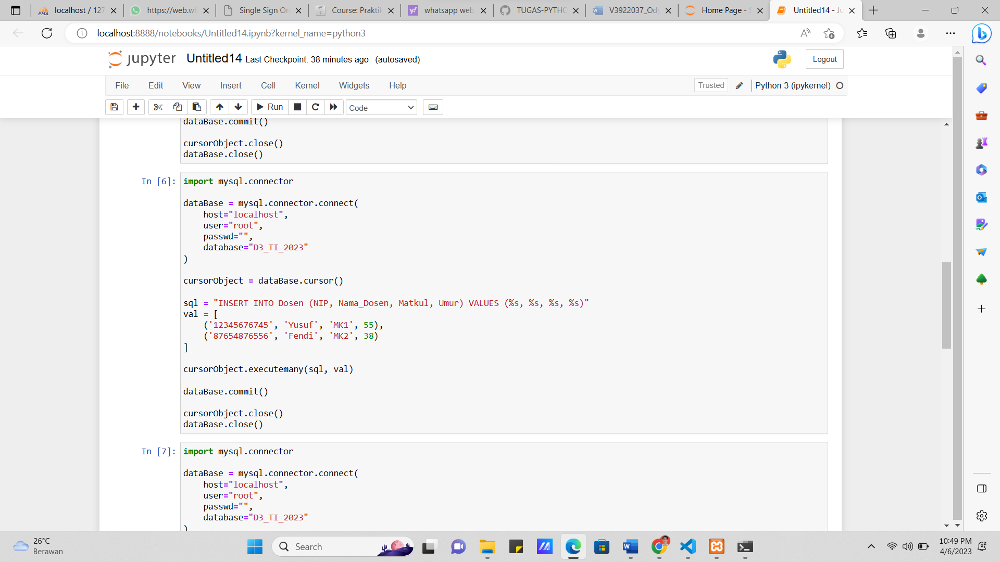 localhost / 127
https://web.wh
Single Sign On
Course: Praktik
whatsapp web
TUGAS-PYTHO
V3922037_Ody
Home Page - S
Untitled14 - Ju
localhost:8888/notebooks/Untitled14.ipynb?kernel_name=python3
jupyter Untitled14 Last Checkpoint: 38 minutes ago (autosaved)
Logout
File Edit View Insert Cell Kernel Widgets Help
Trusted
Python 3 (ipykernel)
Run
Code
dataBase.commit()
cursorObject.close()
dataBase.close()
In [6]:
import mysql.connector
dataBase = mysql.connector.connect(
    host="localhost",
    user="root",
    passwd="",
    database="D3_TI_2023"
)
cursorObject = dataBase.cursor()
sql = "INSERT INTO Dosen (NIP, Nama_Dosen, Matkul, Umur) VALUES (%s, %s, %s, %s)"
val = [
    ('12345676745', 'Yusuf', 'MK1', 55),
    ('87654876556', 'Fendi', 'MK2', 38)
]
cursorObject.executemany(sql, val)
dataBase.commit()
cursorObject.close()
dataBase.close()
In [7]:
import mysql.connector
dataBase = mysql.connector.connect(
    host="localhost",
    user="root",
    passwd="",
    database="D3_TI_2023"
)
26°C
Berawan
Search
10:49 PM
4/6/2023